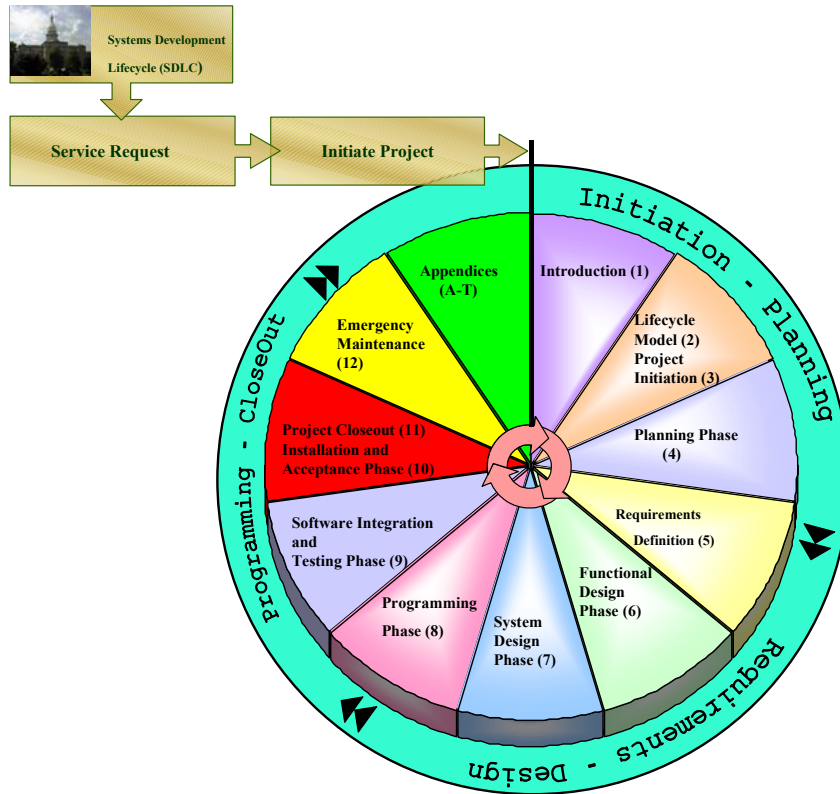 Systems Development
Lifecycle (SDLC)
Service Request
Initiate Project
Initiation - Planning
Requirements - Design
Programming - CloseOut
Introduction (1)
Lifecycle
Model (2)
Project
Initiation (3)
Planning Phase
(4)
Requirements
Definition (5)
Functional
Design
Phase (6)
System
Design
Phase (7)
Programming
Phase (8)
Software Integration
and
Testing Phase (9)
Project Closeout (11)
Installation and
Acceptance Phase (10)
Emergency
Maintenance
(12)
Appendices
(A-T)